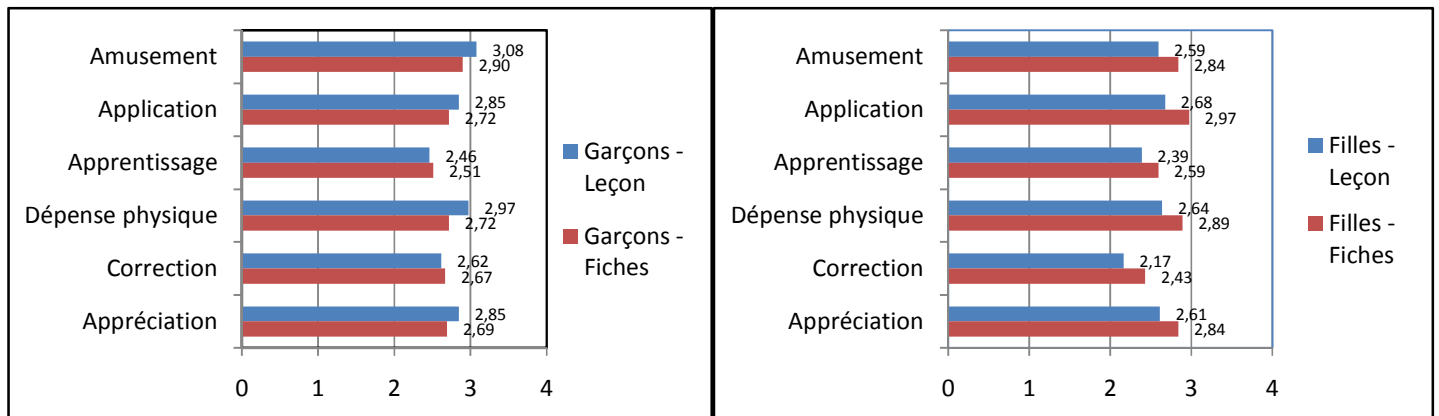 Amusement
3,08
2,90
Application
2,85
2,72
Apprentissage
2,46
2,51
Dépense physique
2,97
2,72
Correction
2,62
2,67
Appréciation
2,85
2,69
0 1 2 3 4
Garçons -
Leçon
Garçons -
Fiches
Amusement
2,59
2,84
Application
2,68
2,97
Apprentissage
2,39
2,59
Dépense physique
2,64
2,89
Correction
2,17
2,43
Appréciation
2,61
2,84
0 1 2 3 4
Filles -
Leçon
Filles -
Fiches